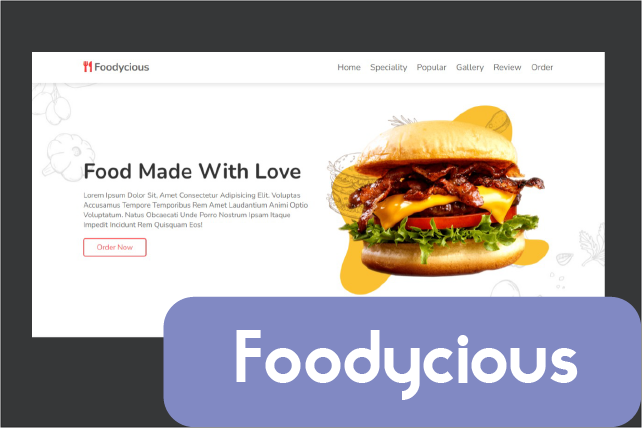 Foodycious
Home Speciality Popular Gallery Review Order
Food Made With Love
Lorem Ipsum Dolor Sit, Amet Consectetur Adipisicing Elit. Voluptas
Accusamus Tempore Temporibus Rem Amet Laudantium Animi Optio
Voluptatum. Natus Obcaecati Unde Porro Nostrum Ipsam Itaque
Impedit Incidunt Rem Quisquam Eos!
Order Now
Foodycious